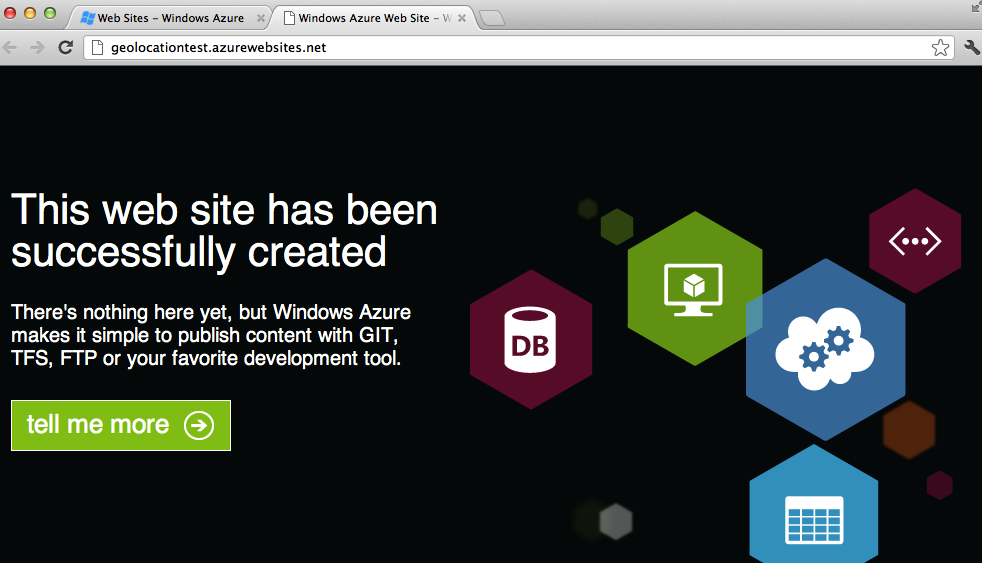 Web Sites – Windows Azure
Windows Azure Web Site –
geolocationtest.azurewebsites.net
This web site has been
successfully created
There's nothing here yet, but Windows Azure
makes it simple to publish content with GIT,
TFS, FTP or your favorite development tool.
tell me more
DB